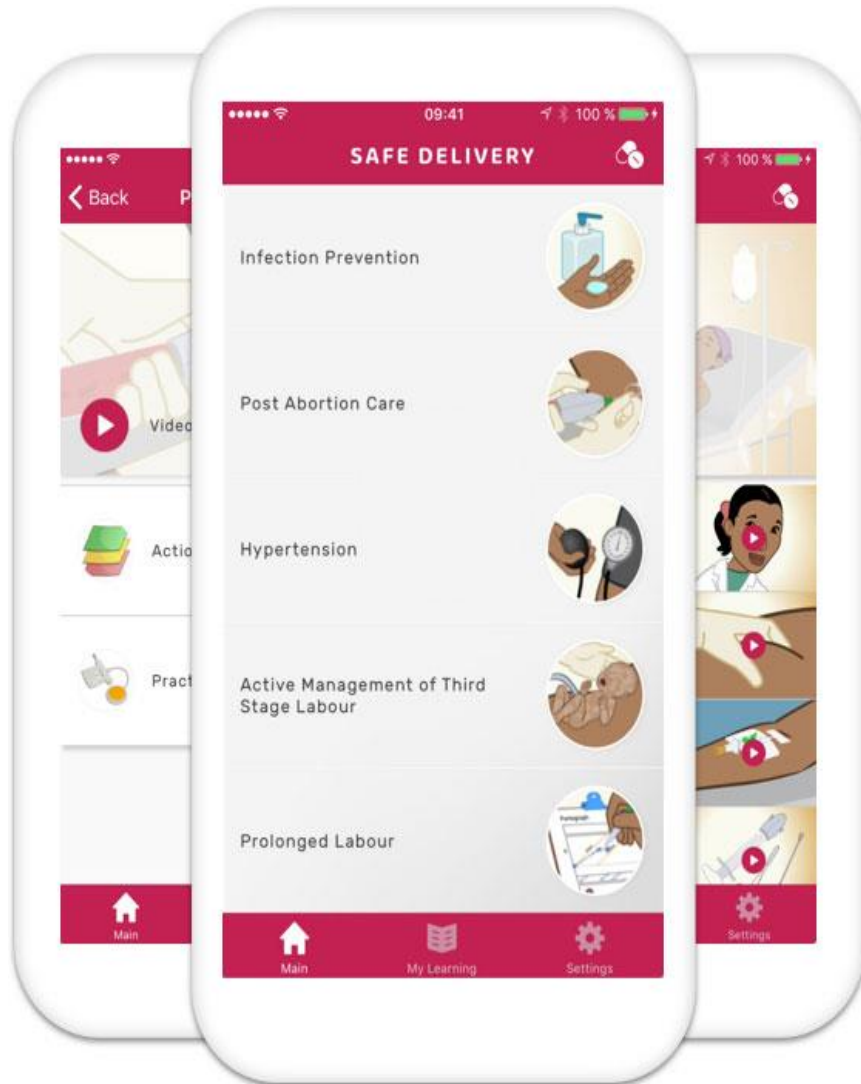 09:41
100 %
SAFE DELIVERY
Infection Prevention
Post Abortion Care
Hypertension
Active Management of Third
Stage Labour
Prolonged Labour
Main
My Learning
Settings
Back
Main
100 %
Settings